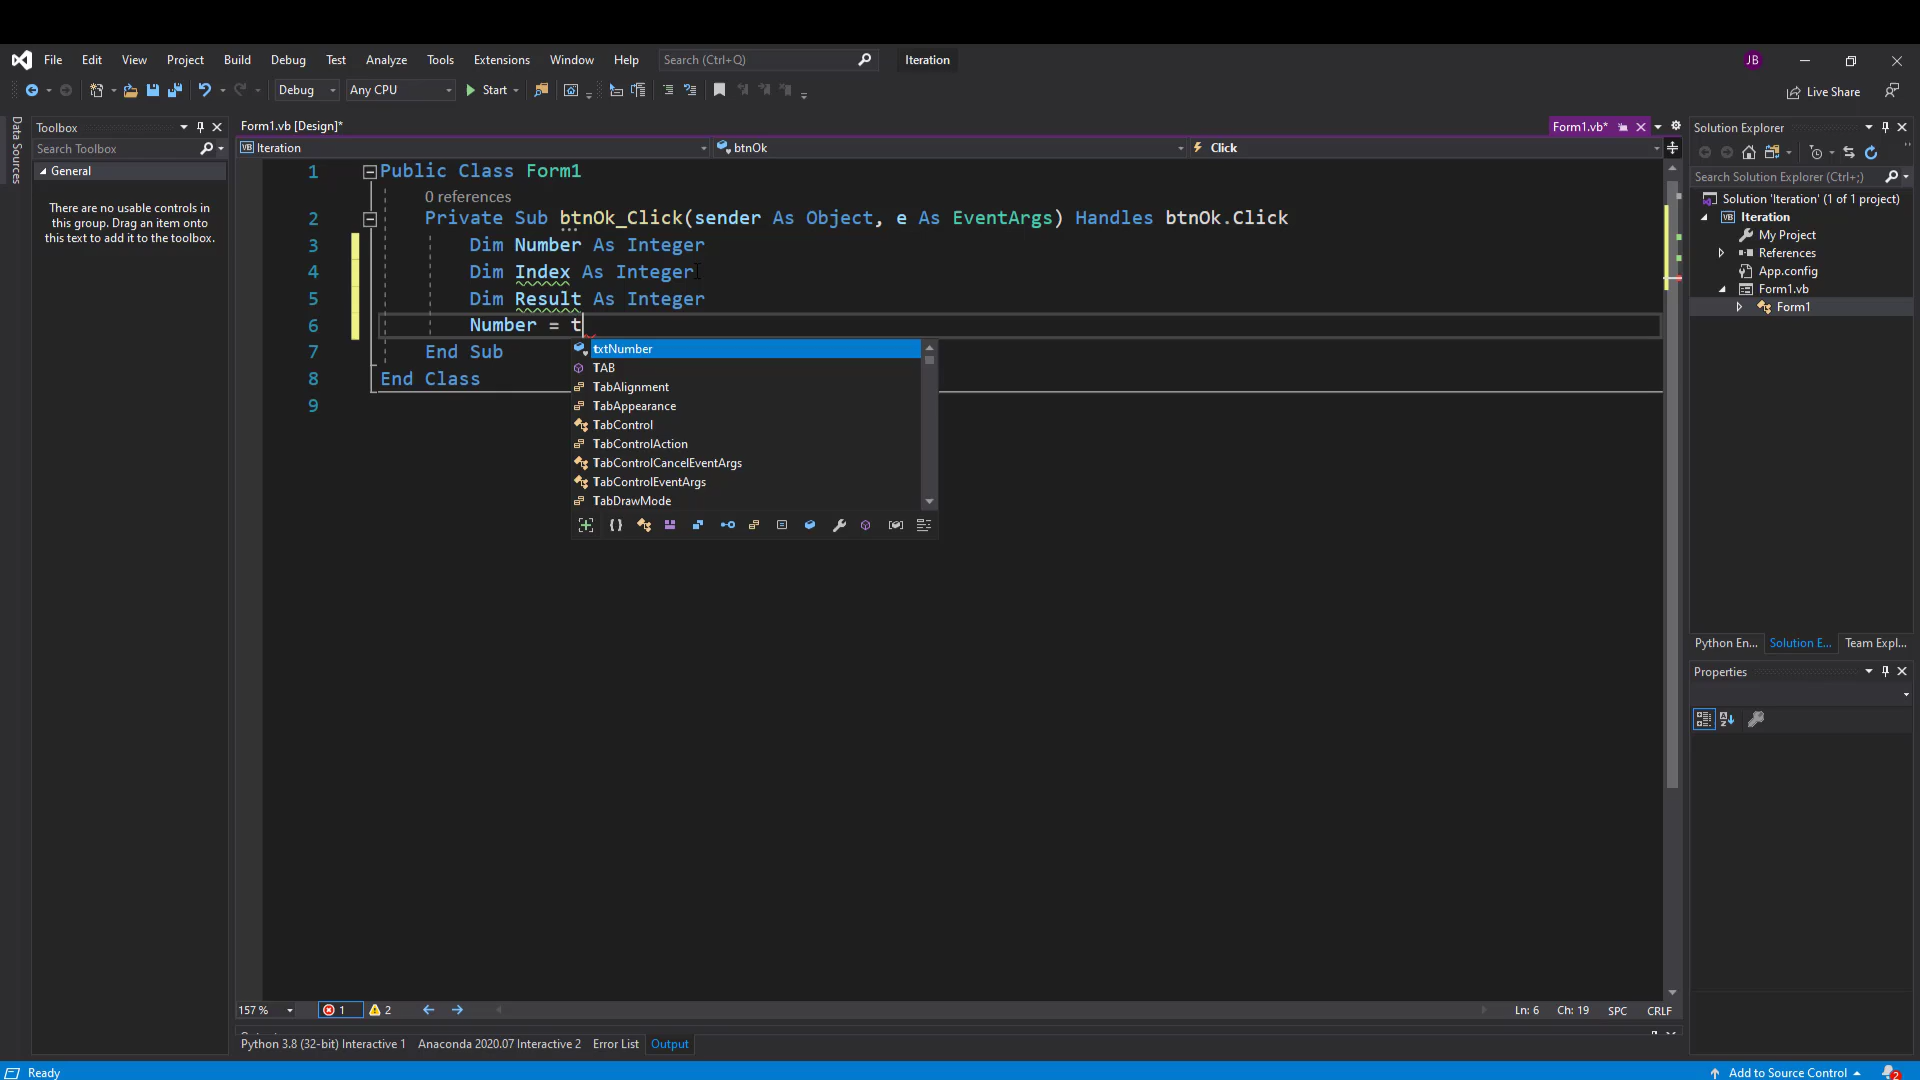 File Edit View Project Build Debug Test Analyze Tools Extensions Window Help Search (Ctrl+Q) Iteration JB
Debug Any CPU Start Live Share
Data Sources
Toolbox
Search Toolbox
General
There are no usable controls in
this group. Drag an item onto
this text to add it to the toolbox.
Form1.vb [Design]* Form1.vb*
VB Iteration btnOk Click
1 Public Class Form1
0 references
2 Private Sub btnOk_Click(sender As Object, e As EventArgs) Handles btnOk.Click
3 Dim Number As Integer
4 Dim Index As Integer
5 Dim Result As Integer
6 Number = t
7 End Sub
8 End Class
9
txtNumber
TAB
TabAlignment
TabAppearance
TabControl
TabControlAction
TabControlCancelEventArgs
TabControlEventArgs
TabDrawMode
157 % 1 2 Ln: 6 Ch: 19 SPC CRLF
Python 3.8 (32-bit) Interactive 1 Anaconda 2020.07 Interactive 2 Error List Output
Solution Explorer
Search Solution Explorer (Ctrl+;)
Solution 'Iteration' (1 of 1 project)
VB Iteration
My Project
References
App.config
Form1.vb
Form1
Python En... Solution E... Team Expl...
Properties
Ready Add to Source Control 2